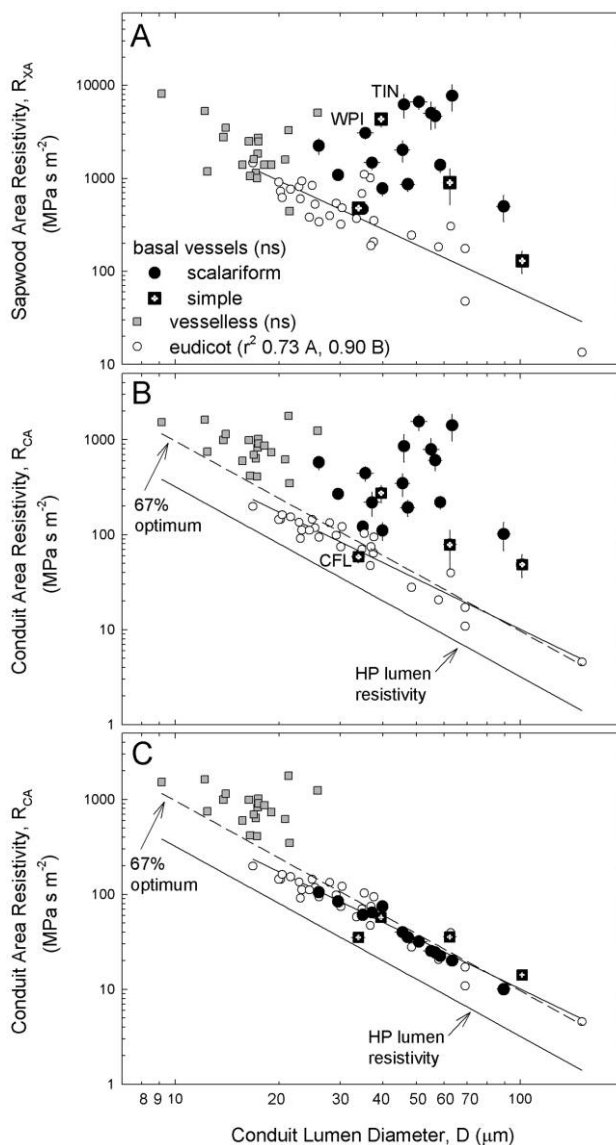 A
Sapwood Area Resistivity, R_XA
(MPa s m⁻²)
10000
1000
100
10
TIN
WPI
basal vessels (ns)
scalariform
simple
vesselless (ns)
eudicot (r² 0.73 A, 0.90 B)
B
Conduit Area Resistivity, R_CA
(MPa s m⁻²)
1000
100
10
1
67%
optimum
CFL
HP lumen
resistivity
C
Conduit Area Resistivity, R_CA
(MPa s m⁻²)
1000
100
10
1
67%
optimum
HP lumen
resistivity
8 9 10 20 30 40 50 60 70 100
Conduit Lumen Diameter, D (μm)